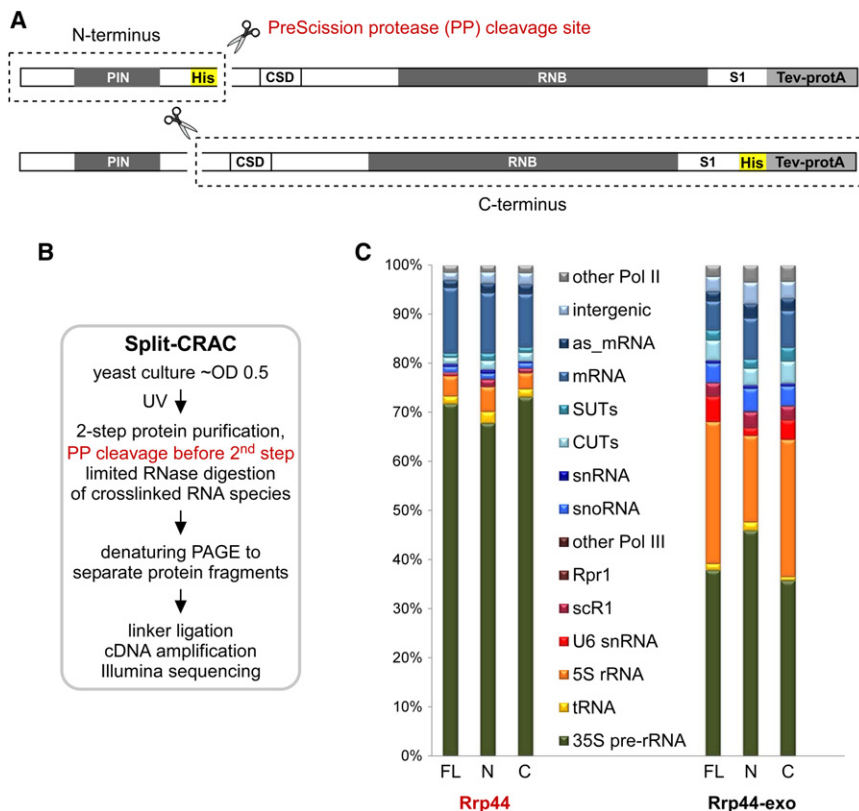 A
N-terminus
PreScission protease (PP) cleavage site
PIN
His
CSD
RNB
S1
Tev-protA
PIN
CSD
RNB
S1
His
Tev-protA
C-terminus
B
Split-CRAC
yeast culture ~OD 0.5
UV
2-step protein purification,
PP cleavage before 2nd step
limited RNase digestion
of crosslinked RNA species
denaturing PAGE to
separate protein fragments
linker ligation
cDNA amplification
Illumina sequencing
C
100%
90%
80%
70%
60%
50%
40%
30%
20%
10%
0%
other Pol II
intergenic
as_mRNA
mRNA
SUTs
CUTs
snRNA
snoRNA
other Pol III
Rpr1
scR1
U6 snRNA
5S rRNA
tRNA
35S pre-rRNA
FL N C
Rrp44
FL N C
Rrp44-exo